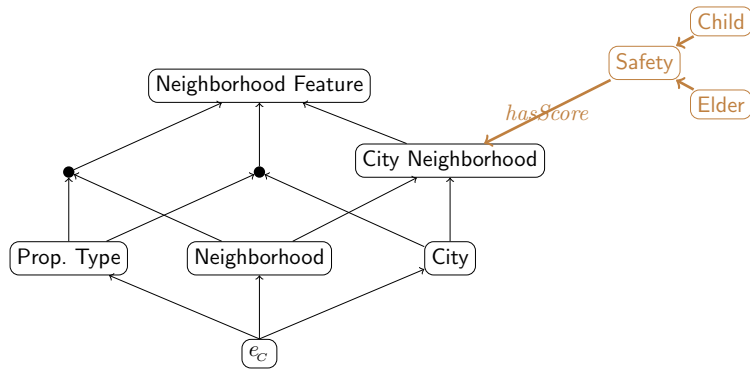 Child
Safety
Neighborhood Feature
Elder
hasScore
City Neighborhood
Prop. Type
Neighborhood
City
e_C